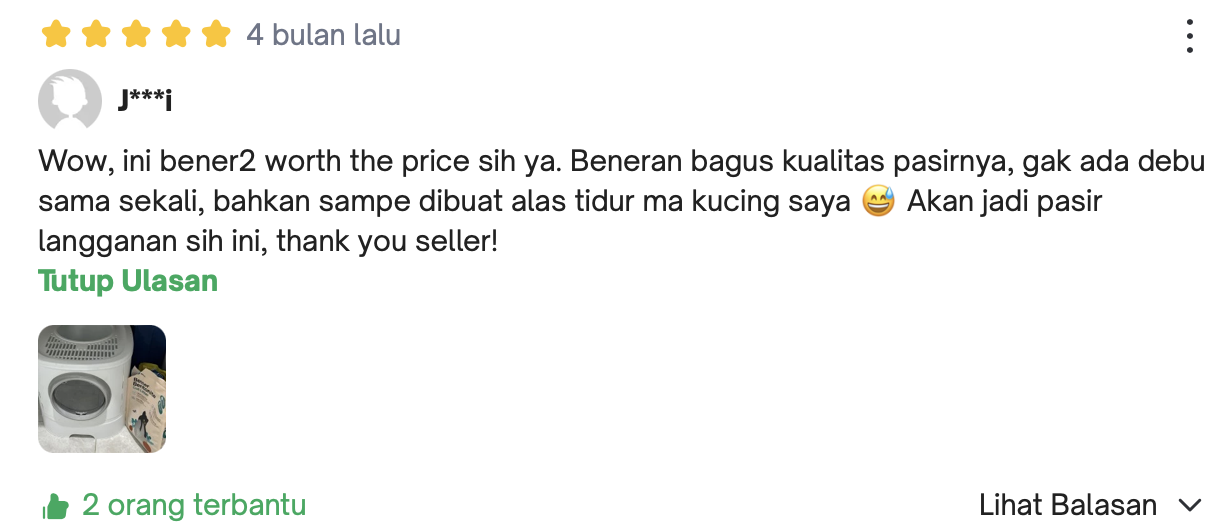 4 bulan lalu
J***i
Wow, ini bener2 worth the price sih ya. Beneran bagus kualitas pasirnya, gak ada debu
sama sekali, bahkan sampe dibuat alas tidur ma kucing saya 😅 Akan jadi pasir
langganan sih ini, thank you seller!
Tutup Ulasan
2 orang terbantu
Lihat Balasan